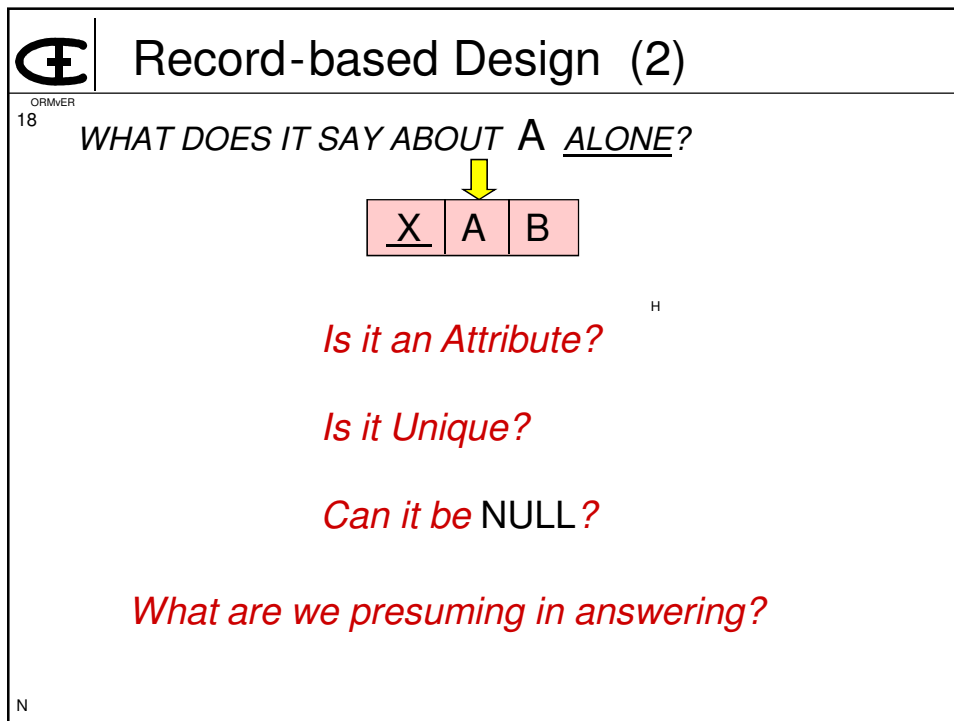 Record-based Design (2)
ORMvER
18
WHAT DOES IT SAY ABOUT A ALONE?
X A B
H
Is it an Attribute?
Is it Unique?
Can it be NULL?
What are we presuming in answering?
N